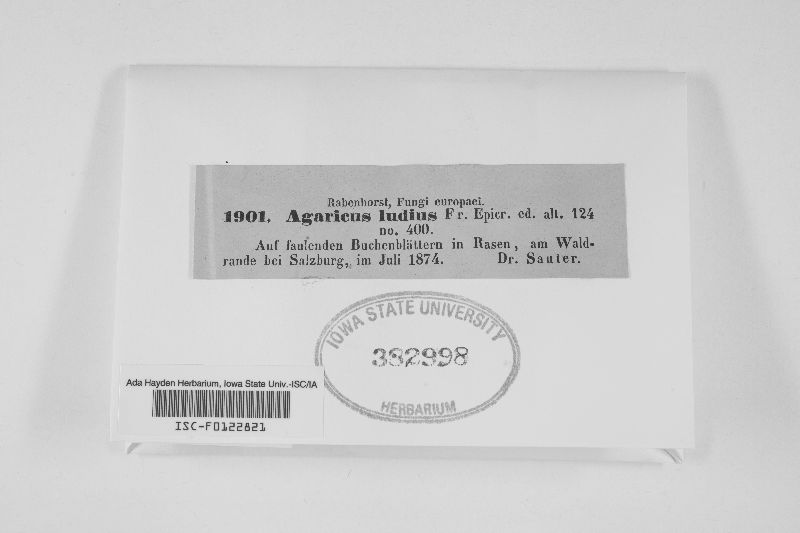 Rabenhorst, Fungi europaei.
1901. Agaricus ludius Fr. Epicr. ed. alt. 124
no. 400.
Auf faulenden Buchenblättern in Rasen, am Wald-
rande bei Salzburg, im Juli 1874. Dr. Sauter.
IOWA STATE UNIVERSITY
382998
HERBARIUM
Ada Hayden Herbarium, Iowa State Univ.-ISC/IA
ISC-F0122821